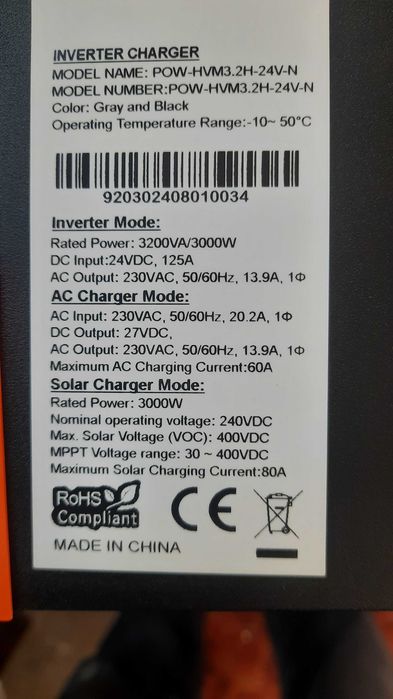 INVERTER CHARGER
MODEL NAME: POW-HVM3.2H-24V-N
MODEL NUMBER:POW-HVM3.2H-24V-N
Color: Gray and Black
Operating Temperature Range:-10~ 50°C
920302408010034
Inverter Mode:
Rated Power: 3200VA/3000W
DC Input:24VDC, 125A
AC Output: 230VAC, 50/60Hz, 13.9A, 1Φ
AC Charger Mode:
AC Input: 230VAC, 50/60Hz, 20.2A, 1Φ
DC Output: 27VDC,
AC Output: 230VAC, 50/60Hz, 13.9A, 1Φ
Maximum AC Charging Current:60A
Solar Charger Mode:
Rated Power: 3000W
Nominal operating voltage: 240VDC
Max. Solar Voltage (VOC): 400VDC
MPPT Voltage range: 30 ~ 400VDC
Maximum Solar Charging Current:80A
RoHS
Compliant
CE
MADE IN CHINA